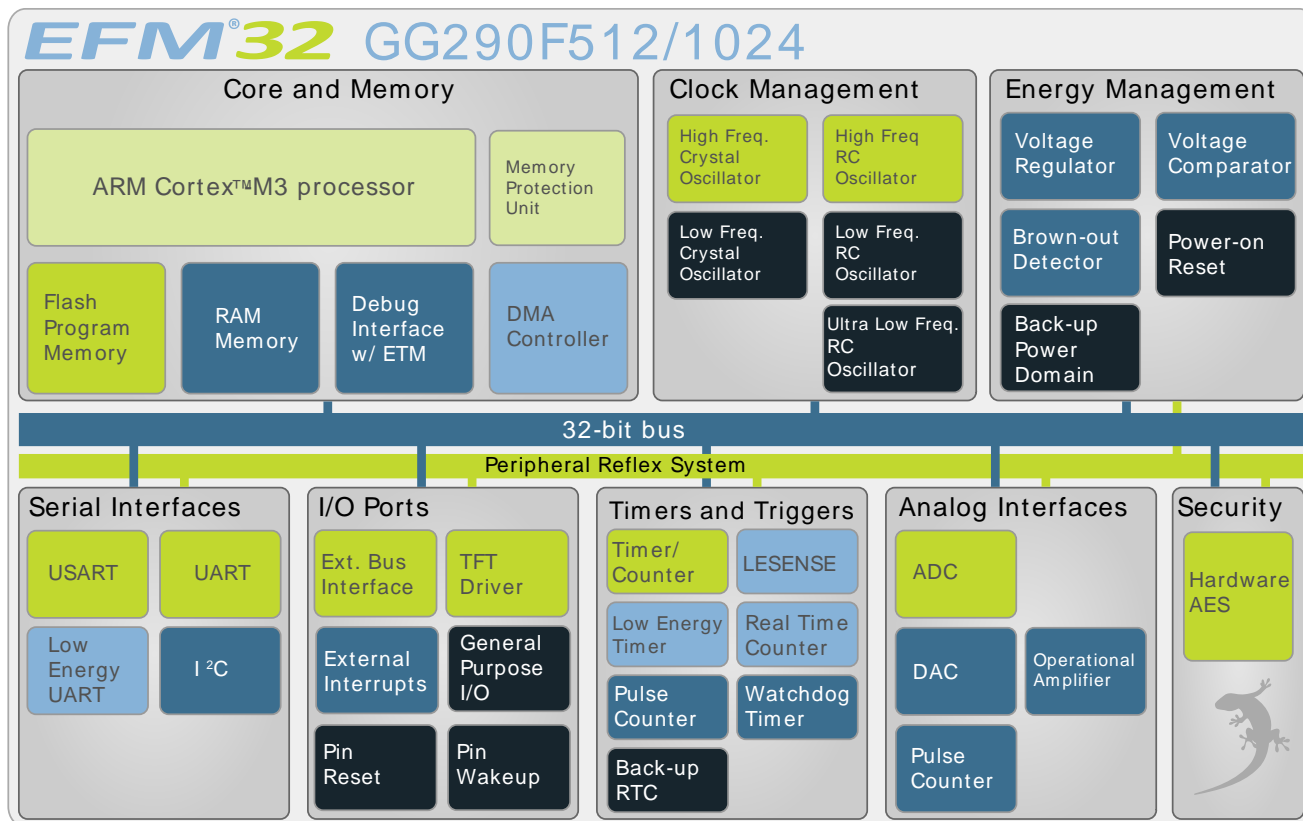 EFM®32 GG290F512/1024
Core and Memory
ARM Cortex™M3 processor
Memory
Protection
Unit
Flash
Program
Memory
RAM
Memory
Debug
Interface
w/ ETM
DMA
Controller
Clock Management
High Freq.
Crystal
Oscillator
High Freq
RC
Oscillator
Low Freq.
Crystal
Oscillator
Low Freq.
RC
Oscillator
Ultra Low Freq.
RC
Oscillator
Energy Management
Voltage
Regulator
Voltage
Comparator
Brown-out
Detector
Power-on
Reset
Back-up
Power
Domain
32-bit bus
Peripheral Reflex System
Serial Interfaces
USART
UART
Low
Energy
UART
I²C
I/O Ports
Ext. Bus
Interface
TFT
Driver
External
Interrupts
General
Purpose
I/O
Pin
Reset
Pin
Wakeup
Timers and Triggers
Timer/
Counter
LESENSE
Low Energy
Timer
Real Time
Counter
Pulse
Counter
Watchdog
Timer
Back-up
RTC
Analog Interfaces
ADC
DAC
Operational
Amplifier
Pulse
Counter
Security
Hardware
AES